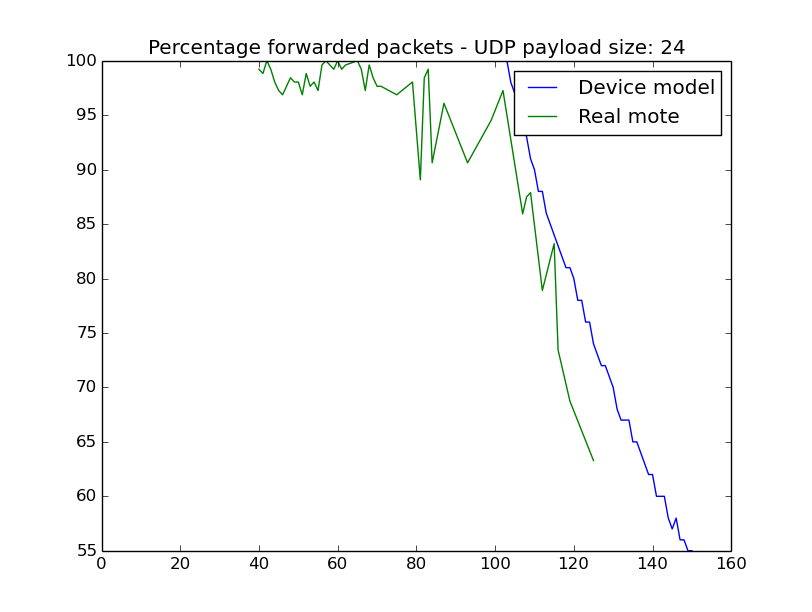 Percentage forwarded packets - UDP payload size: 24
Device model
Real mote
100
95
90
85
80
75
70
65
60
55
0 20 40 60 80 100 120 140 160